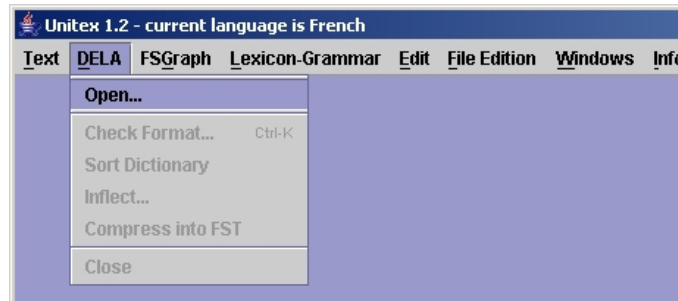 Unitex 1.2 - current language is French
Text DELA FSGraph Lexicon-Grammar Edit File Edition Windows
Open...
Check Format... Ctrl-K
Sort Dictionary
Inflect...
Compress into FST
Close